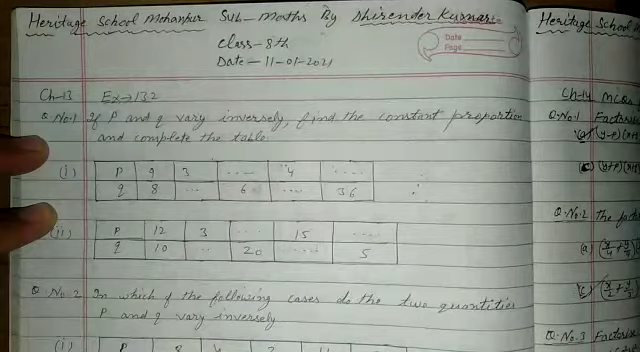 Heritage School Mohanpur Sub- Maths By Dhirender Kumar
Class- 8th
Date - 11-01-2021
Date
Page
Ch-13 Ex→13.2
Q.No.1 If P and q vary inversely, find the constant proportion
and complete the table.
(i) P 9 3 .... 4 .....
q 8 ... 6 .... 36
(ii) P 12 3 ... 15 ....
q 10 ... 20 .... 5
Q No.2 In which of the following cases do the two quantities
P and q vary inversely
(i) P 8 4
Heritage School
Ch-14 MCQ
Q.No.1 Factorise
Q.No.2 The fact
(a)
(c)
Q.No.3 Factorise